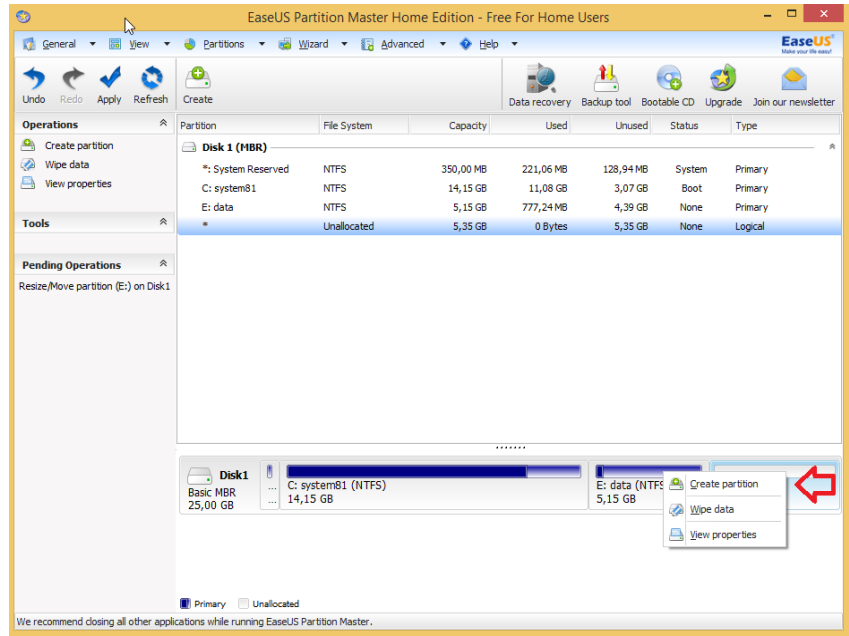 EaseUS Partition Master Home Edition - Free For Home Users
General View Partitions Wizard Advanced Help
EaseUS
Make your life easy!
Undo Redo Apply Refresh Create Data recovery Backup tool Bootable CD Upgrade Join our newsletter
Operations
Create partition
Wipe data
View properties
Tools
Pending Operations
Resize/Move partition (E:) on Disk1
Partition File System Capacity Used Unused Status Type
Disk 1 (MBR)
*: System Reserved NTFS 350,00 MB 221,06 MB 128,94 MB System Primary
C: system81 NTFS 14,15 GB 11,08 GB 3,07 GB Boot Primary
E: data NTFS 5,15 GB 777,24 MB 4,39 GB None Primary
* Unallocated 5,35 GB 0 Bytes 5,35 GB None Logical
Disk1
Basic MBR
25,00 GB
...
...
C: system81 (NTFS)
14,15 GB
E: data (NTFS
5,15 GB
Create partition
Wipe data
View properties
Primary Unallocated
We recommend closing all other applications while running EaseUS Partition Master.